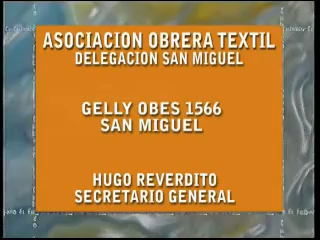 ASOCIACION OBRERA TEXTIL
DELEGACION SAN MIGUEL
GELLY OBES 1566
SAN MIGUEL
HUGO REVERDITO
SECRETARIO GENERAL